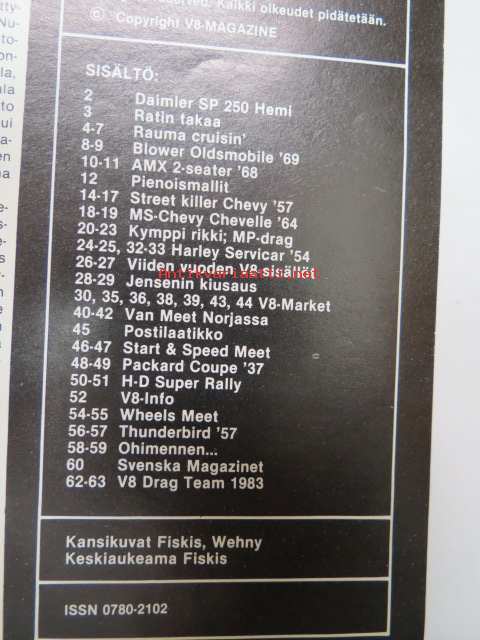 reserved. Kaikki oikeudet pidätetään.
© Copyright V8-MAGAZINE
SISÄLTÖ:
2 Daimler SP 250 Hemi
3 Ratin takaa
4-7 Rauma cruisin'
8-9 Blower Oldsmobile '69
10-11 AMX 2-seater '68
12 Pienoismallit
14-17 Street killer Chevy '57
18-19 MS-Chevy Chevelle '64
20-23 Kymppi rikki; MP-drag
24-25, 32-33 Harley Servicar '54
26-27 Viiden vuoden V8-sisällöt
28-29 Jensenin kiusaus
30, 35, 36, 38, 39, 43, 44 V8-Market
40-42 Van Meet Norjassa
45 Postilaatikko
46-47 Start & Speed Meet
48-49 Packard Coupe '37
50-51 H-D Super Rally
52 V8-Info
54-55 Wheels Meet
56-57 Thunderbird '57
58-59 Ohimennen...
60 Svenska Magazinet
62-63 V8 Drag Team 1983
Kansikuvat Fiskis, Wehny
Keskiaukeama Fiskis
ISSN 0780-2102